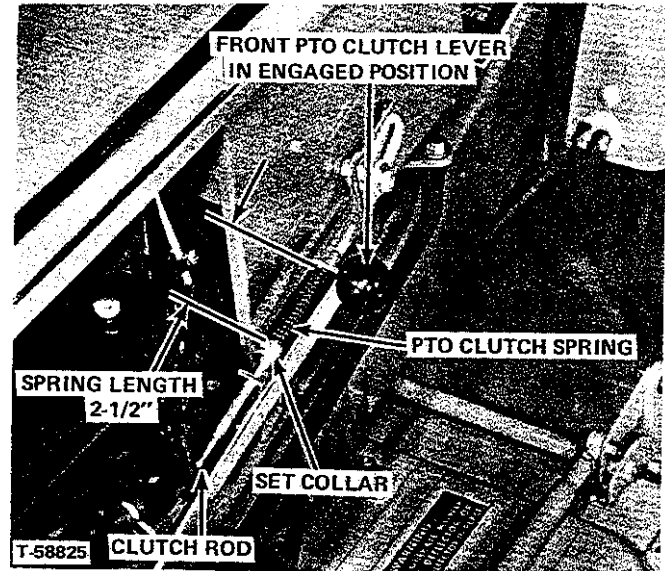 FRONT PTO CLUTCH LEVER
IN ENGAGED POSITION
PTO CLUTCH SPRING
SPRING LENGTH
2-1/2"
SET COLLAR
CLUTCH ROD
T-58825